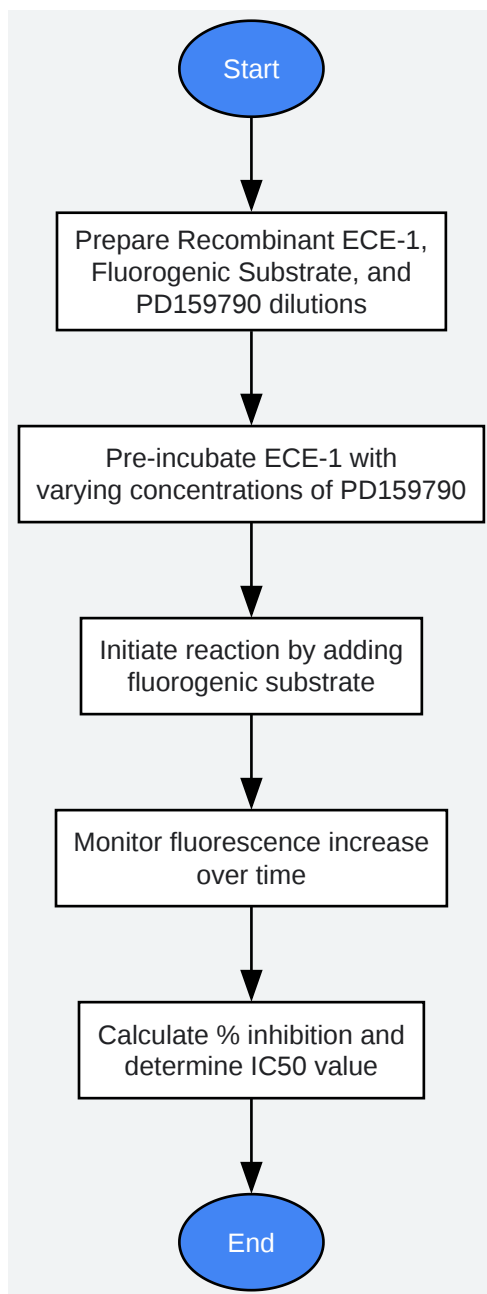 Start
Prepare Recombinant ECE-1,
Fluorogenic Substrate, and
PD159790 dilutions
Pre-incubate ECE-1 with
varying concentrations of PD159790
Initiate reaction by adding
fluorogenic substrate
Monitor fluorescence increase
over time
Calculate % inhibition and
determine IC50 value
End